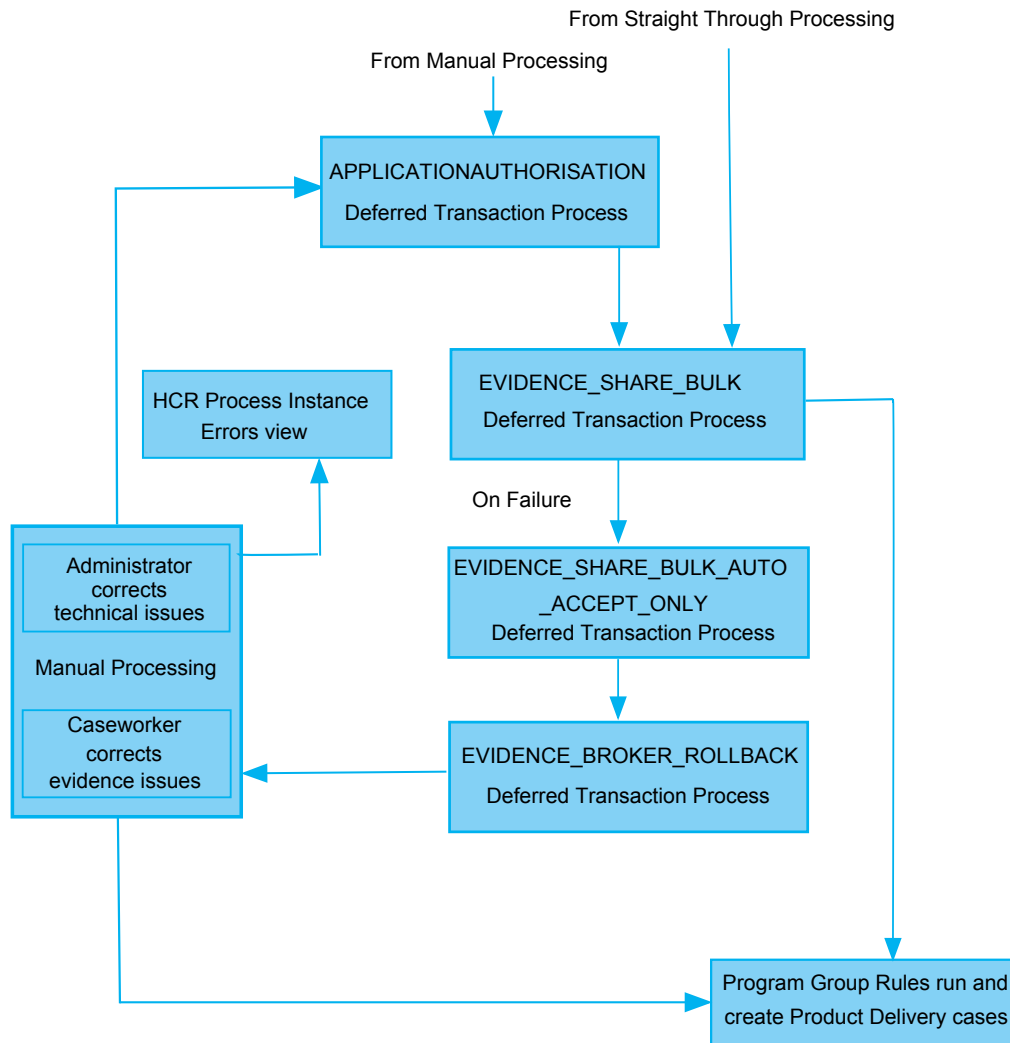 From Straight Through Processing
From Manual Processing
APPLICATIONAUTHORISATION
Deferred Transaction Process
EVIDENCE_SHARE_BULK
Deferred Transaction Process
HCR Process Instance
Errors view
On Failure
Administrator
corrects
technical issues
Manual Processing
Caseworker
corrects
evidence issues
EVIDENCE_SHARE_BULK_AUTO
_ACCEPT_ONLY
Deferred Transaction Process
EVIDENCE_BROKER_ROLLBACK
Deferred Transaction Process
Program Group Rules run and
create Product Delivery cases